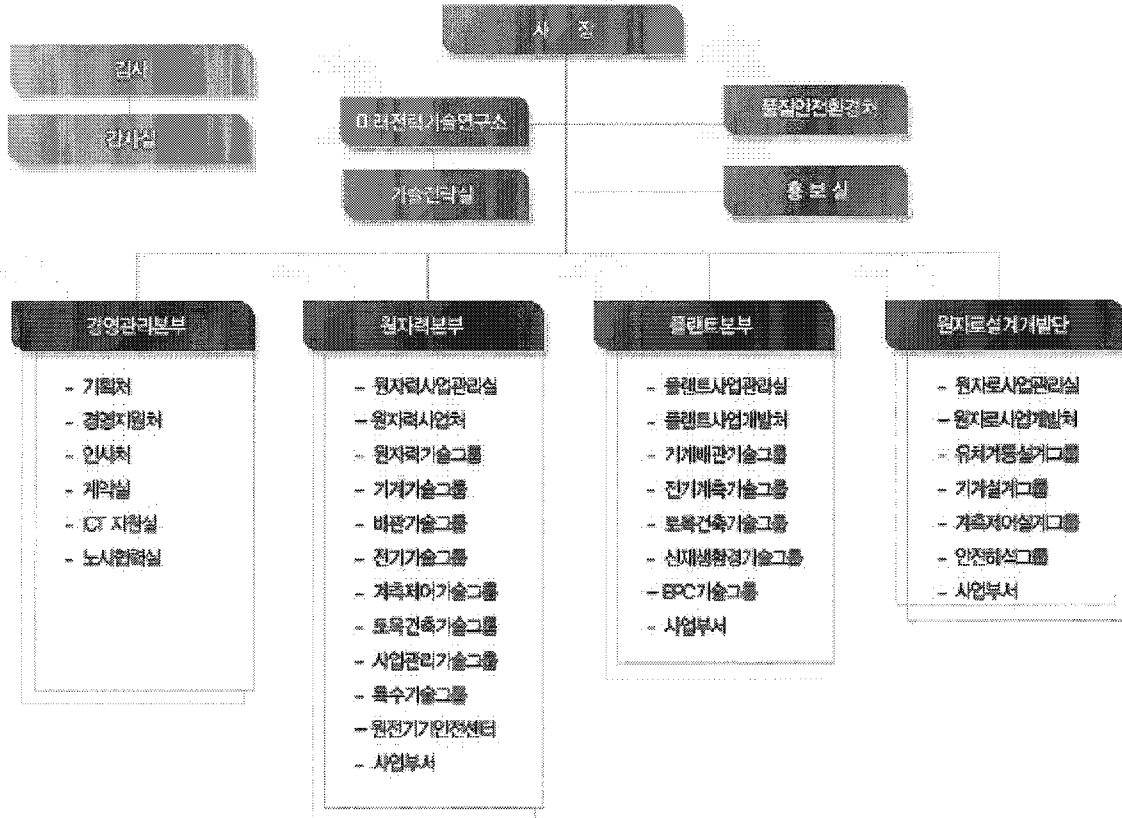 사 장
감사
감사실
미래전력기술연구소
품질안전환경처
기술전략실
홍 보 실
경영관리본부
- 기획처
- 경영지원처
- 인사처
- 계약실
- ICT 지원실
- 노사협력실
원자력본부
- 원자력사업관리실
- 원자력사업처
- 원자력기술그룹
- 기계기술그룹
- 배관기술그룹
- 전기기술그룹
- 계측제어기술그룹
- 토목건축기술그룹
- 사업관리기술그룹
- 특수기술그룹
- 원전기기안전센터
- 사업부서
플랜트본부
- 플랜트사업관리실
- 플랜트사업개발처
- 기계배관기술그룹
- 전기계측기술그룹
- 토목건축기술그룹
- 신재생환경기술그룹
- EPC기술그룹
- 사업부서
원자로설계개발단
- 원자로사업관리실
- 원자로사업개발처
- 유체계통설계그룹
- 기계설계그룹
- 계측제어설계그룹
- 안전해석그룹
- 사업부서